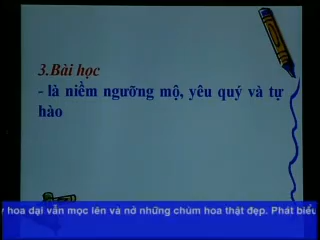 3.Bài học
- là niềm ngưỡng mộ, yêu quý và tự
hào
hoa dại vẫn mọc lên và nở những chùm hoa thật đẹp. Phát biểu